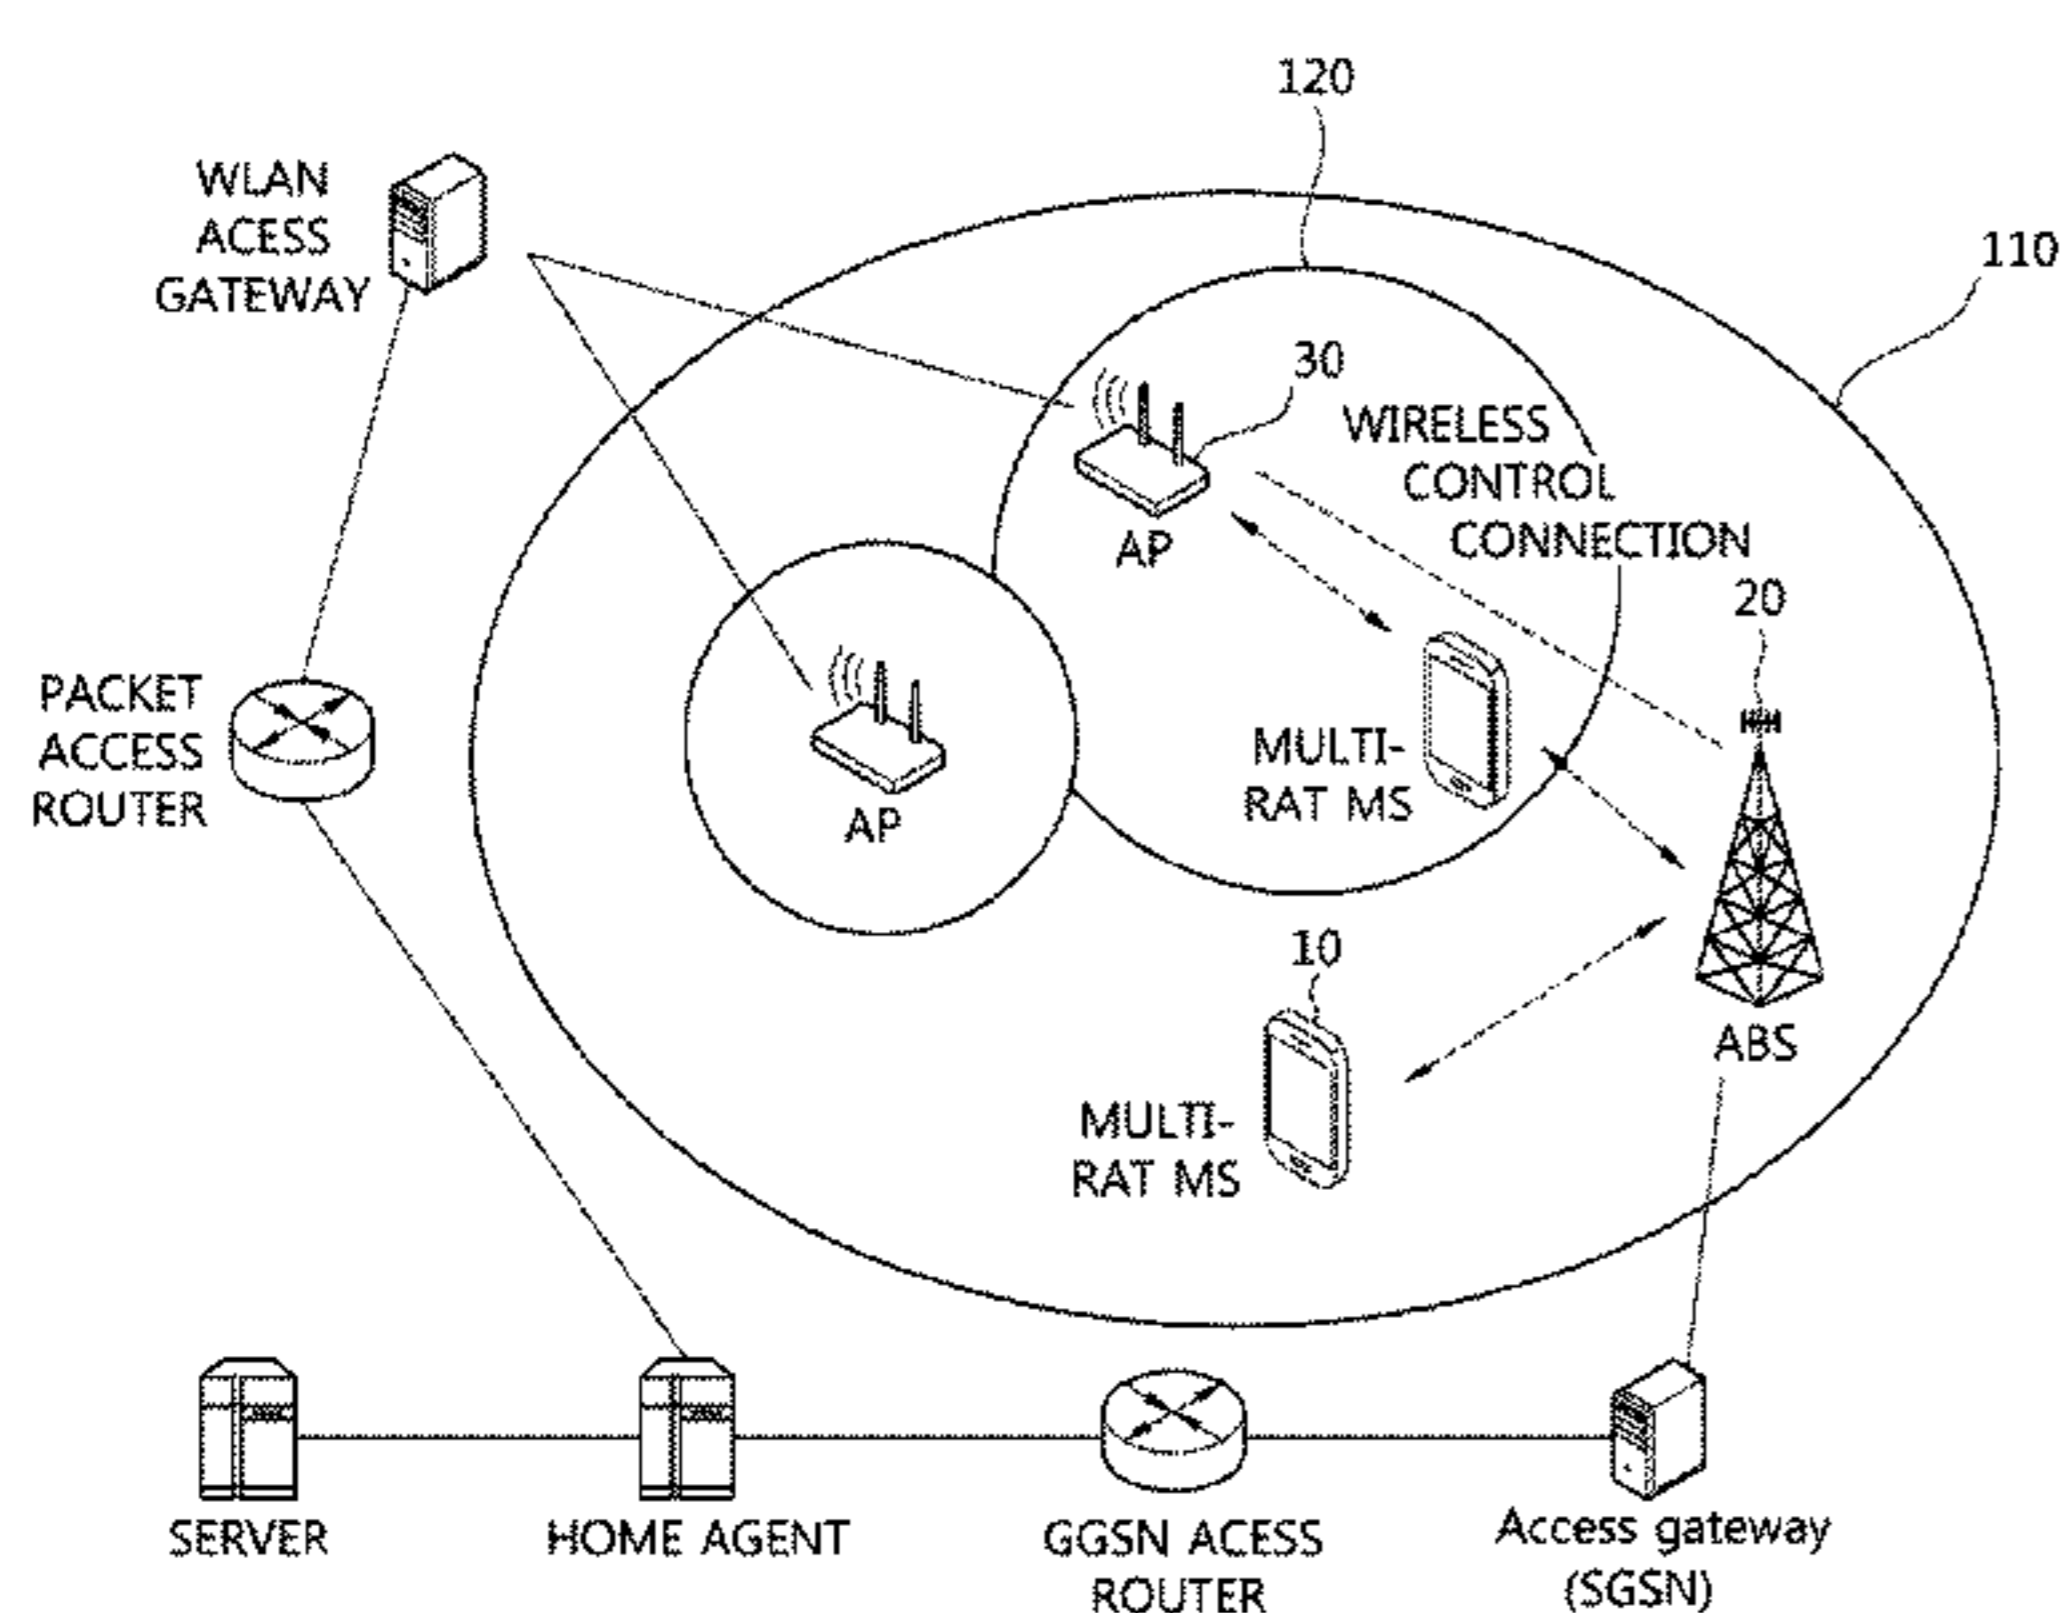 120
WLAN
ACESS
GATEWAY
110
30
WIRELESS
CONTROL
CONNECTION
AP
20
PACKET
ACCESS
ROUTER
MULTI-
RAT MS
AP
10
ABS
MULTI-
RAT MS
SERVER
HOME AGENT
GGSN ACESS
ROUTER
Access gateway
(SGSN)